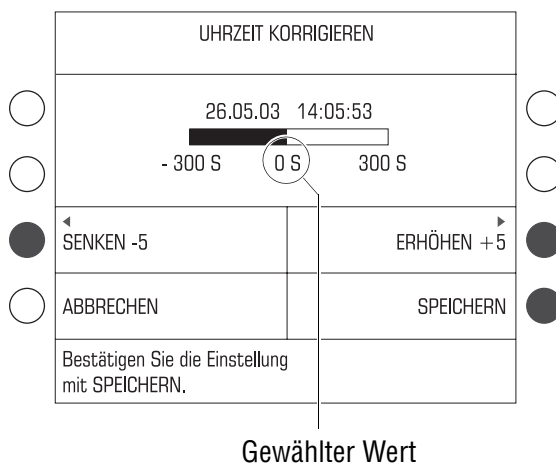 UHRZEIT KORRIGIEREN
26.05.03 14:05:53
- 300 S 0 S 300 S
SENKEN -5 ERHÖHEN +5
ABBRECHEN SPEICHERN
Bestätigen Sie die Einstellung
mit SPEICHERN.
Gewählter Wert